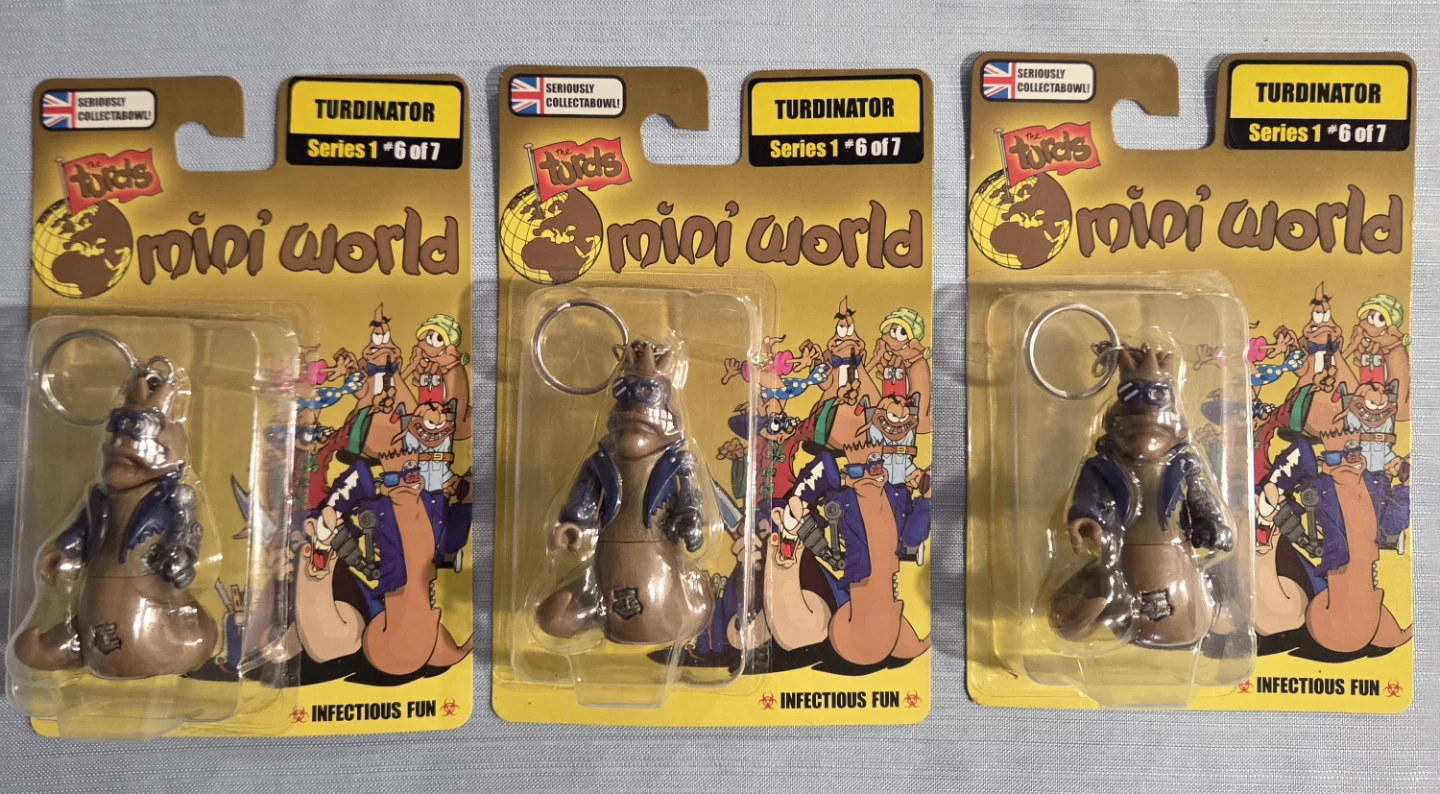 SERIOUSLY
COLLECTABOWL!
TURDINATOR
Series 1 #6 of 7
the
turds
mini world
INFECTIOUS FUN
SERIOUSLY
COLLECTABOWL!
TURDINATOR
Series 1 #6 of 7
the
turds
mini world
INFECTIOUS FUN
SERIOUSLY
COLLECTABOWL!
TURDINATOR
Series 1 #6 of 7
the
turds
mini world
INFECTIOUS FUN